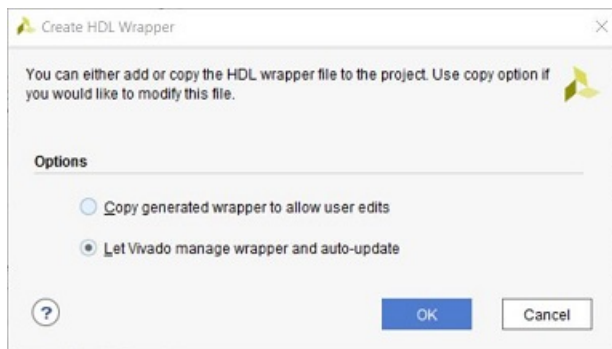 Create HDL Wrapper
You can either add or copy the HDL wrapper file to the project. Use copy option if
you would like to modify this file.
Options
Copy generated wrapper to allow user edits
Let Vivado manage wrapper and auto-update
?
OK
Cancel